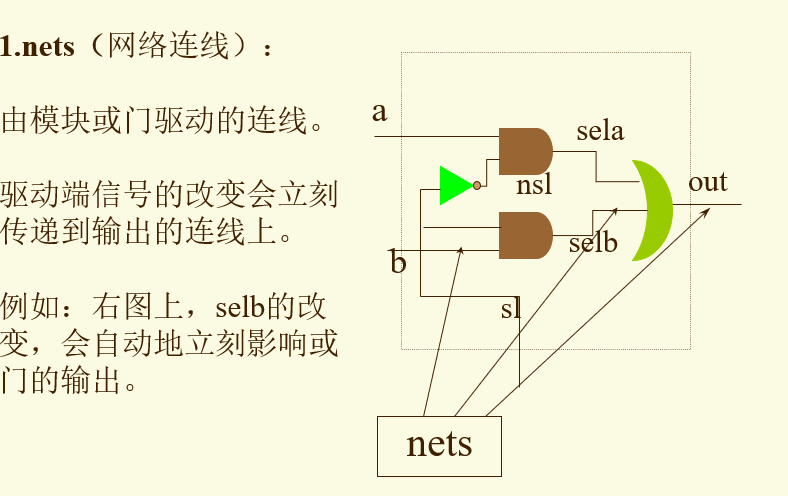 1.nets（网络连线）：
由模块或门驱动的连线。
驱动端信号的改变会立刻
传递到输出的连线上。
例如：右图上，selb的改
变，会自动地立刻影响或
门的输出。
a
sela
nsl
out
selb
b
sl
nets